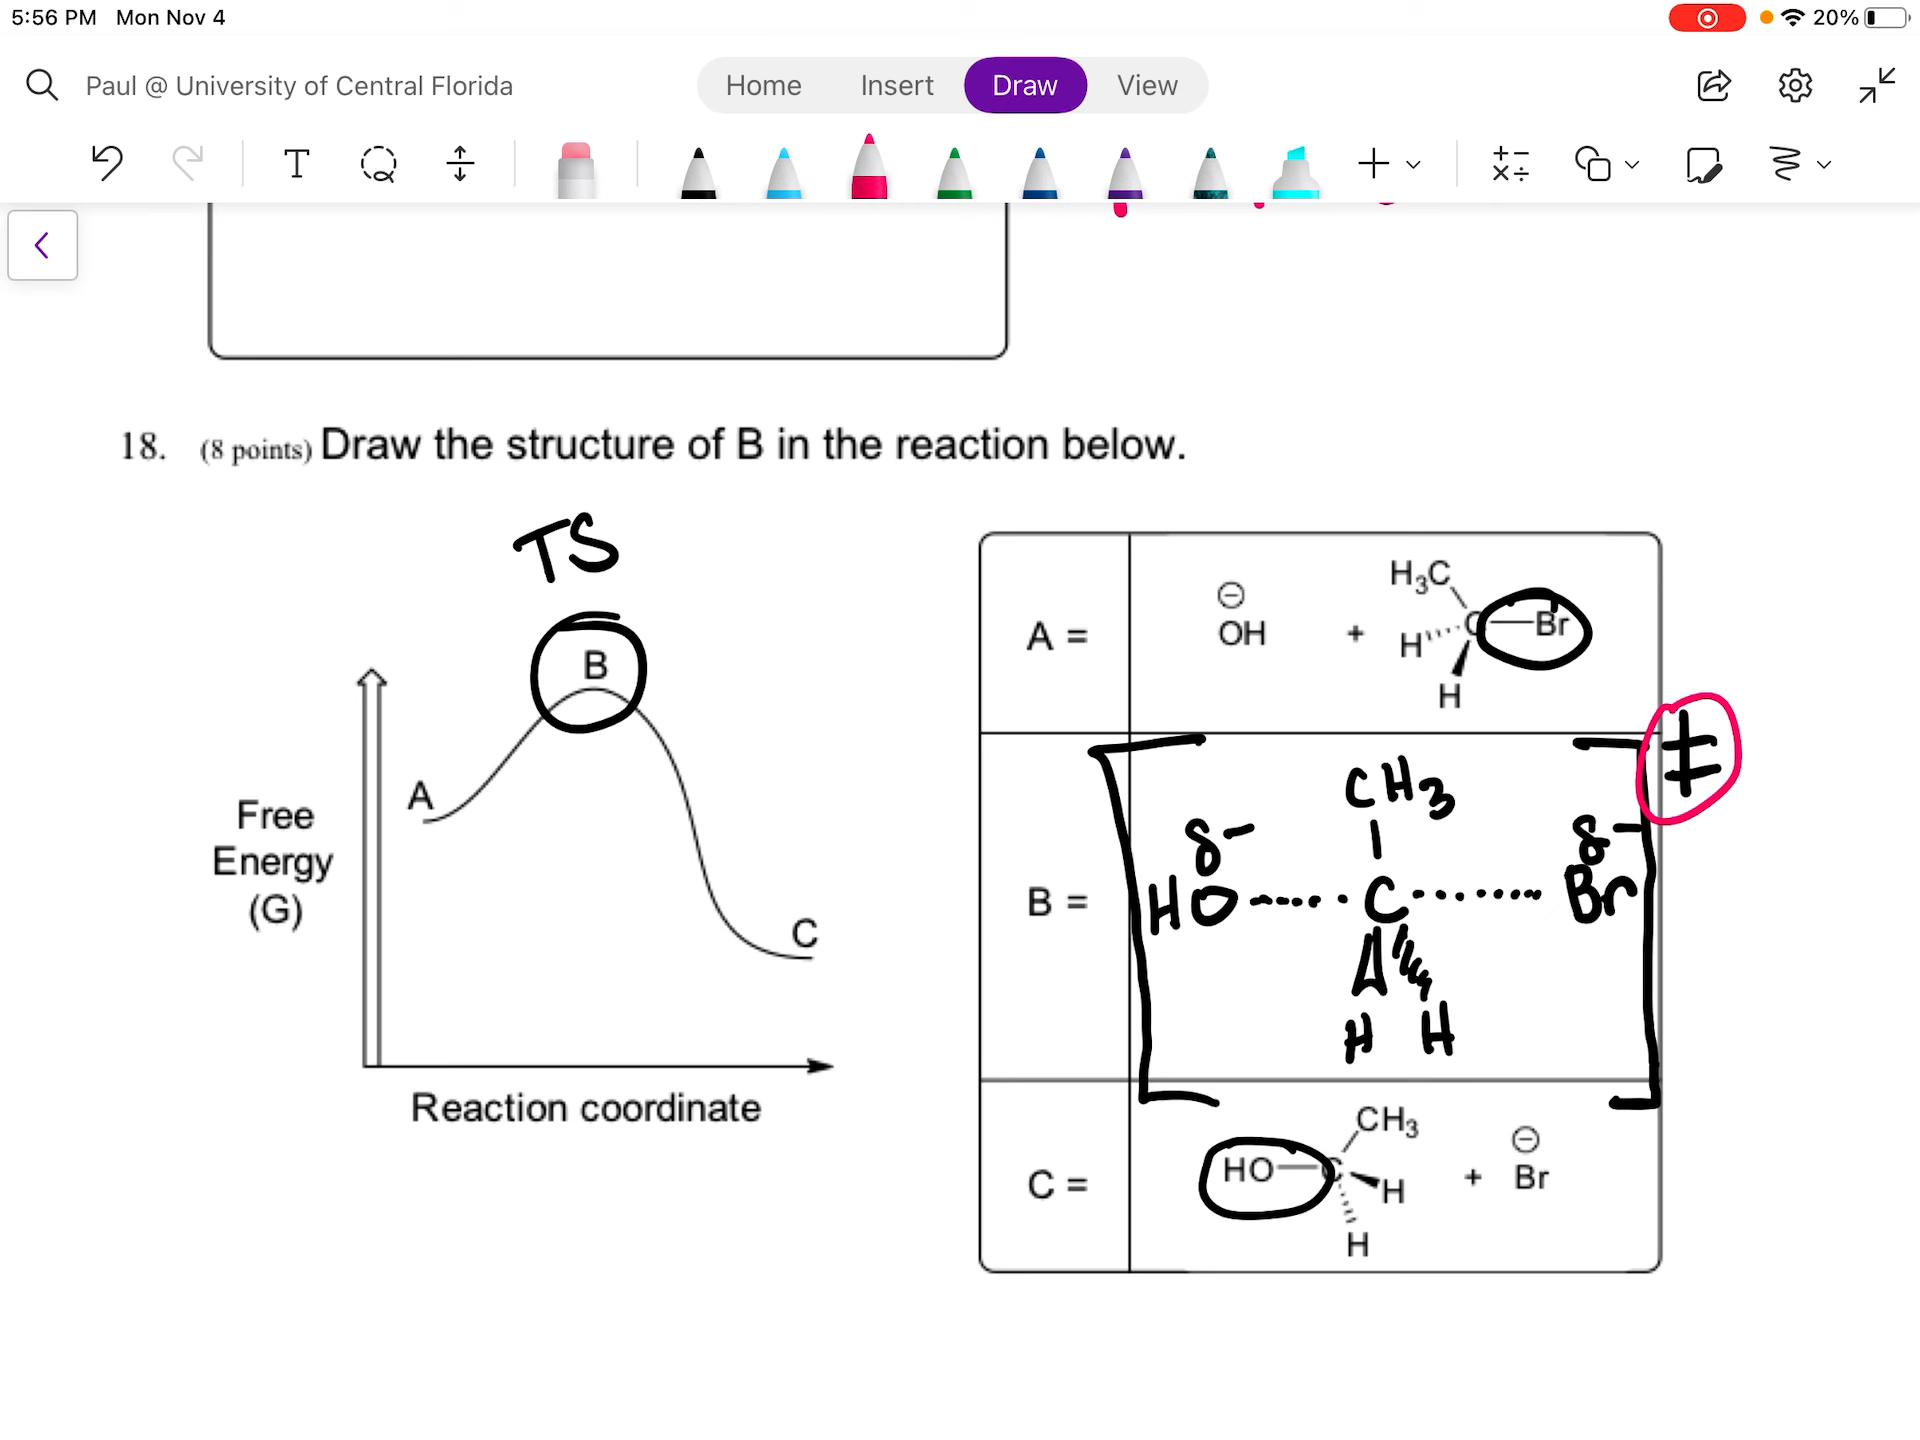 5:56 PM Mon Nov 4
20%
Paul @ University of Central Florida
Home Insert Draw View
T
18. (8 points) Draw the structure of B in the reaction below.
TS
B
A
C
Free
Energy
(G)
Reaction coordinate
A =
⊖
OH
+
H3C
H
C
Br
H
‡
B =
CH3
δ-
δ-
HO
C
Br
H H
C =
CH3
HO
C
H
H
+
⊖
Br